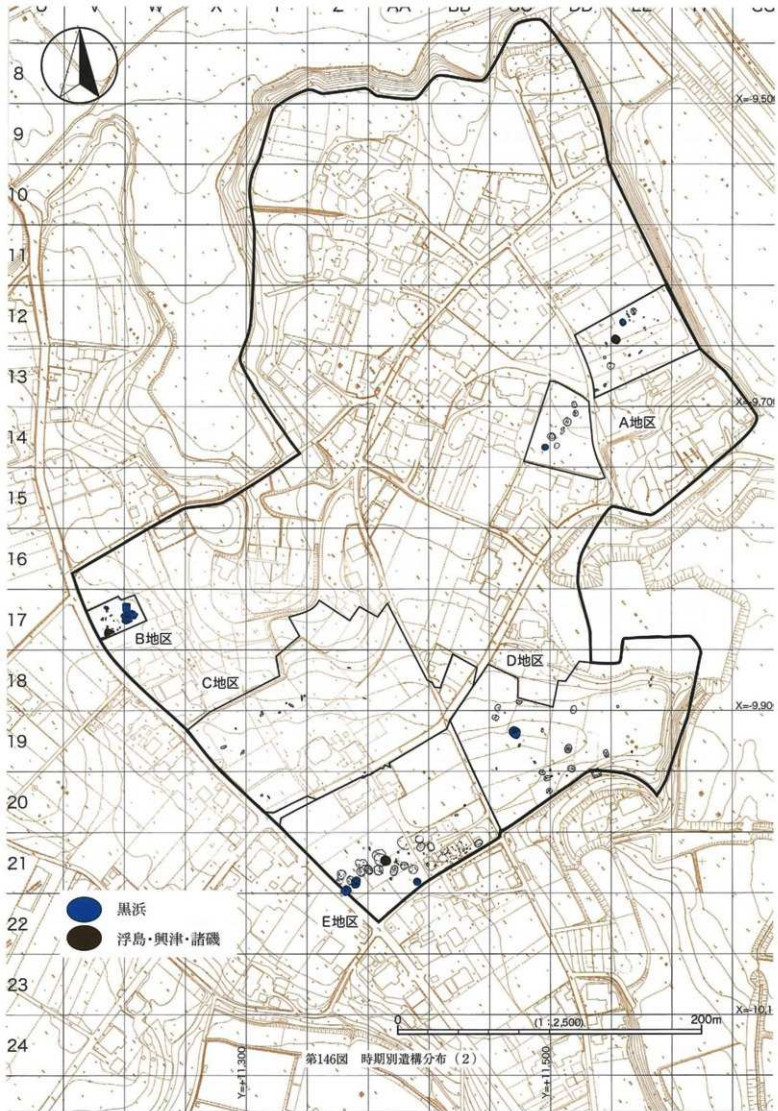 U V W X Y Z AA BB CC DD EE FF GG
8
X=-9,500
9
10
11
12
13
X=-9,700
A地区
14
15
16
17
B地区
D地区
C地区
18
X=-9,900
19
20
21
黒浜
E地区
22
浮島・興津・諸磯
23
0 (1:2,500) 200m
X=-10,1
24
Y=+11,300
Y=+11,500
第146図 時期別遺構分布(2)